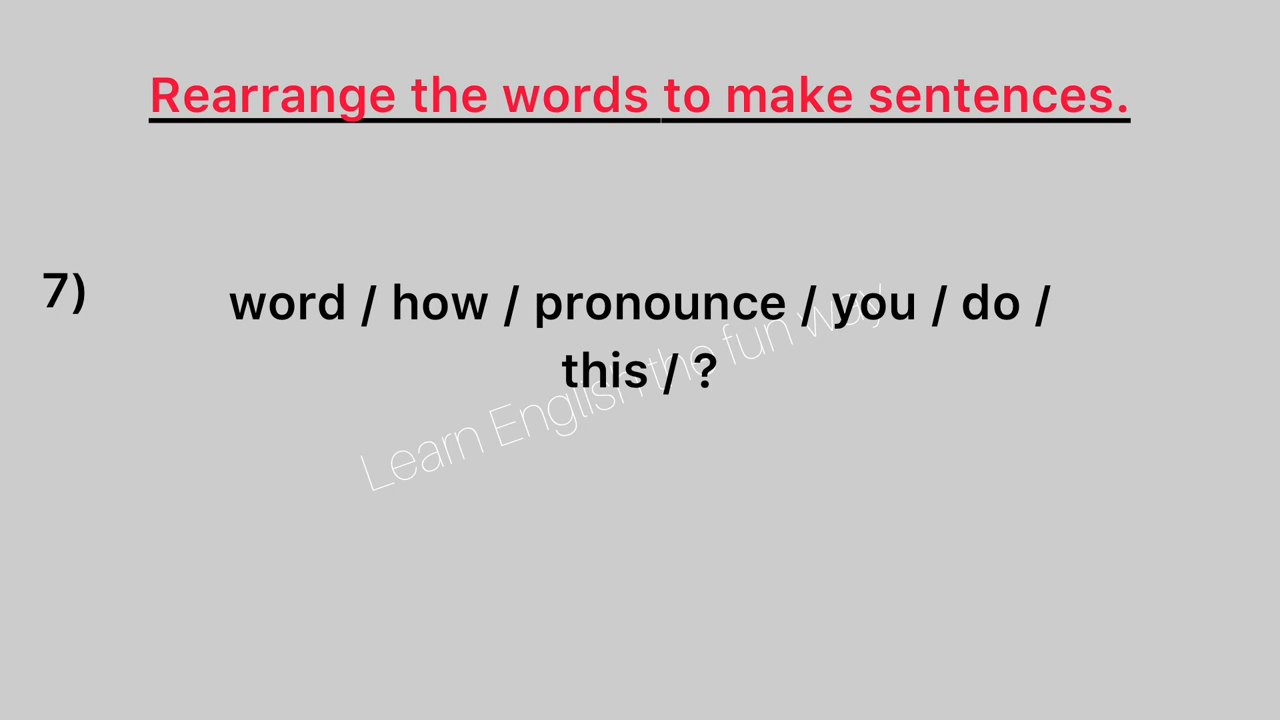 Rearrange the words to make sentences.
7)
word / how / pronounce / you / do /
this / ?
Learn English the fun way